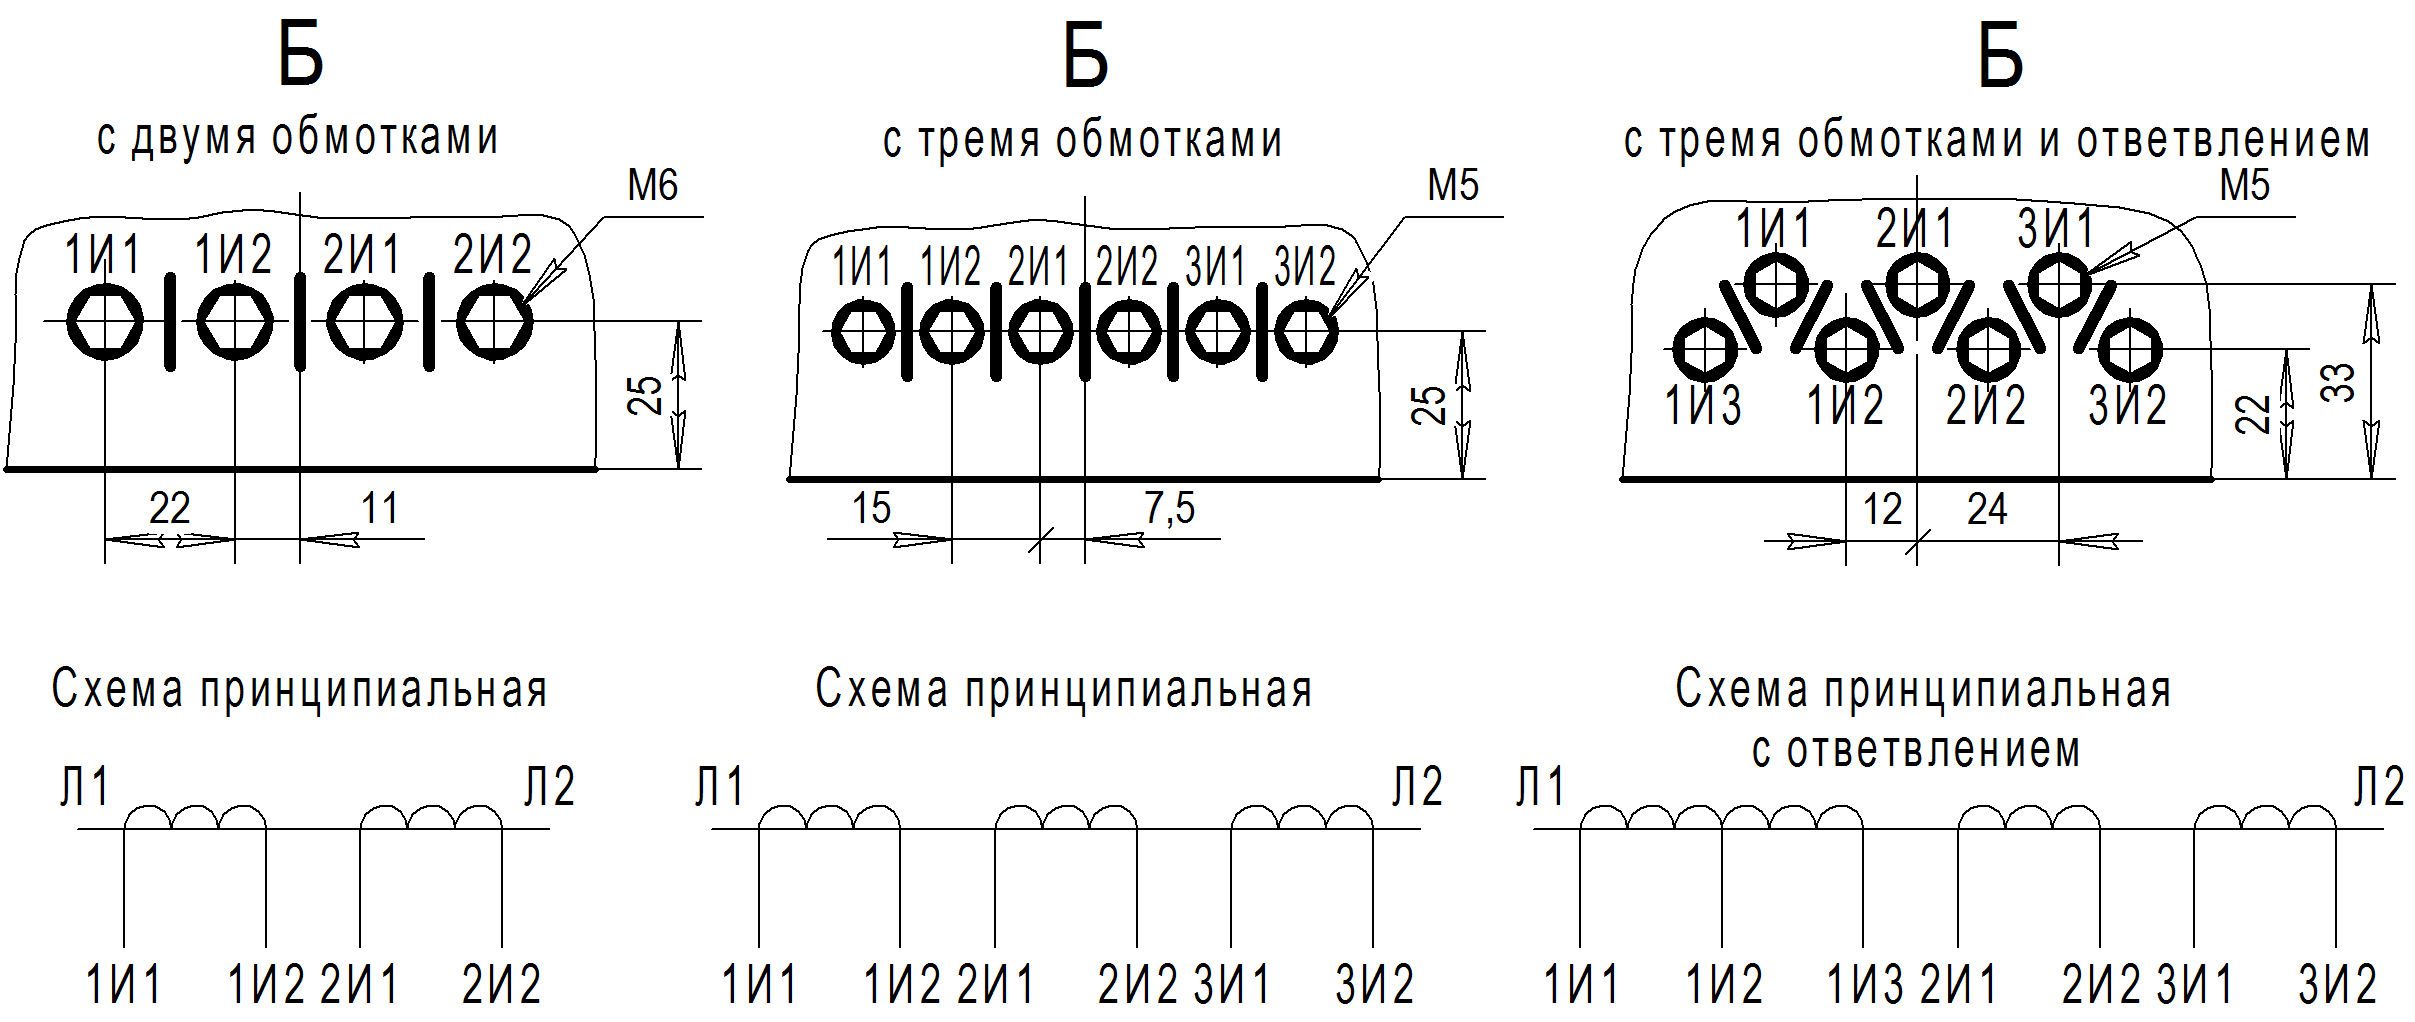 Б
с двумя обмотками
М6
1И1 1И2 2И1 2И2
25
22 11
Схема принципиальная
Л1 Л2
1И1 1И2 2И1 2И2
Б
с тремя обмотками
М5
1И1 1И2 2И1 2И2 3И1 3И2
25
15 7,5
Схема принципиальная
Л1 Л2
1И1 1И2 2И1 2И2 3И1 3И2
Б
с тремя обмотками и ответвлением
М5
1И1 2И1 3И1
1И3 1И2 2И2 3И2
22 33
12 24
Схема принципиальная
с ответвлением
Л1 Л2
1И1 1И2 1И3 2И1 2И2 3И1 3И2